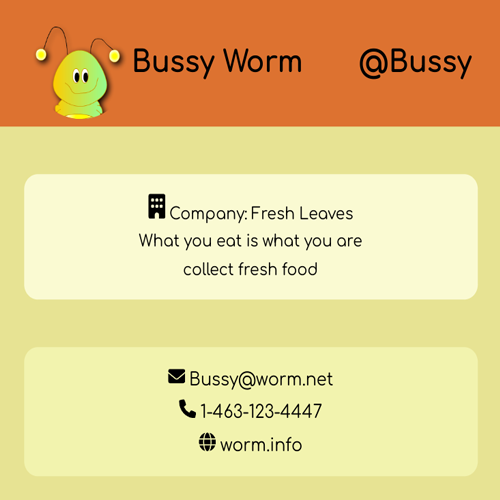 Bussy Worm @Bussy
Company: Fresh Leaves
What you eat is what you are
collect fresh food
Bussy@worm.net
1-463-123-4447
worm.info